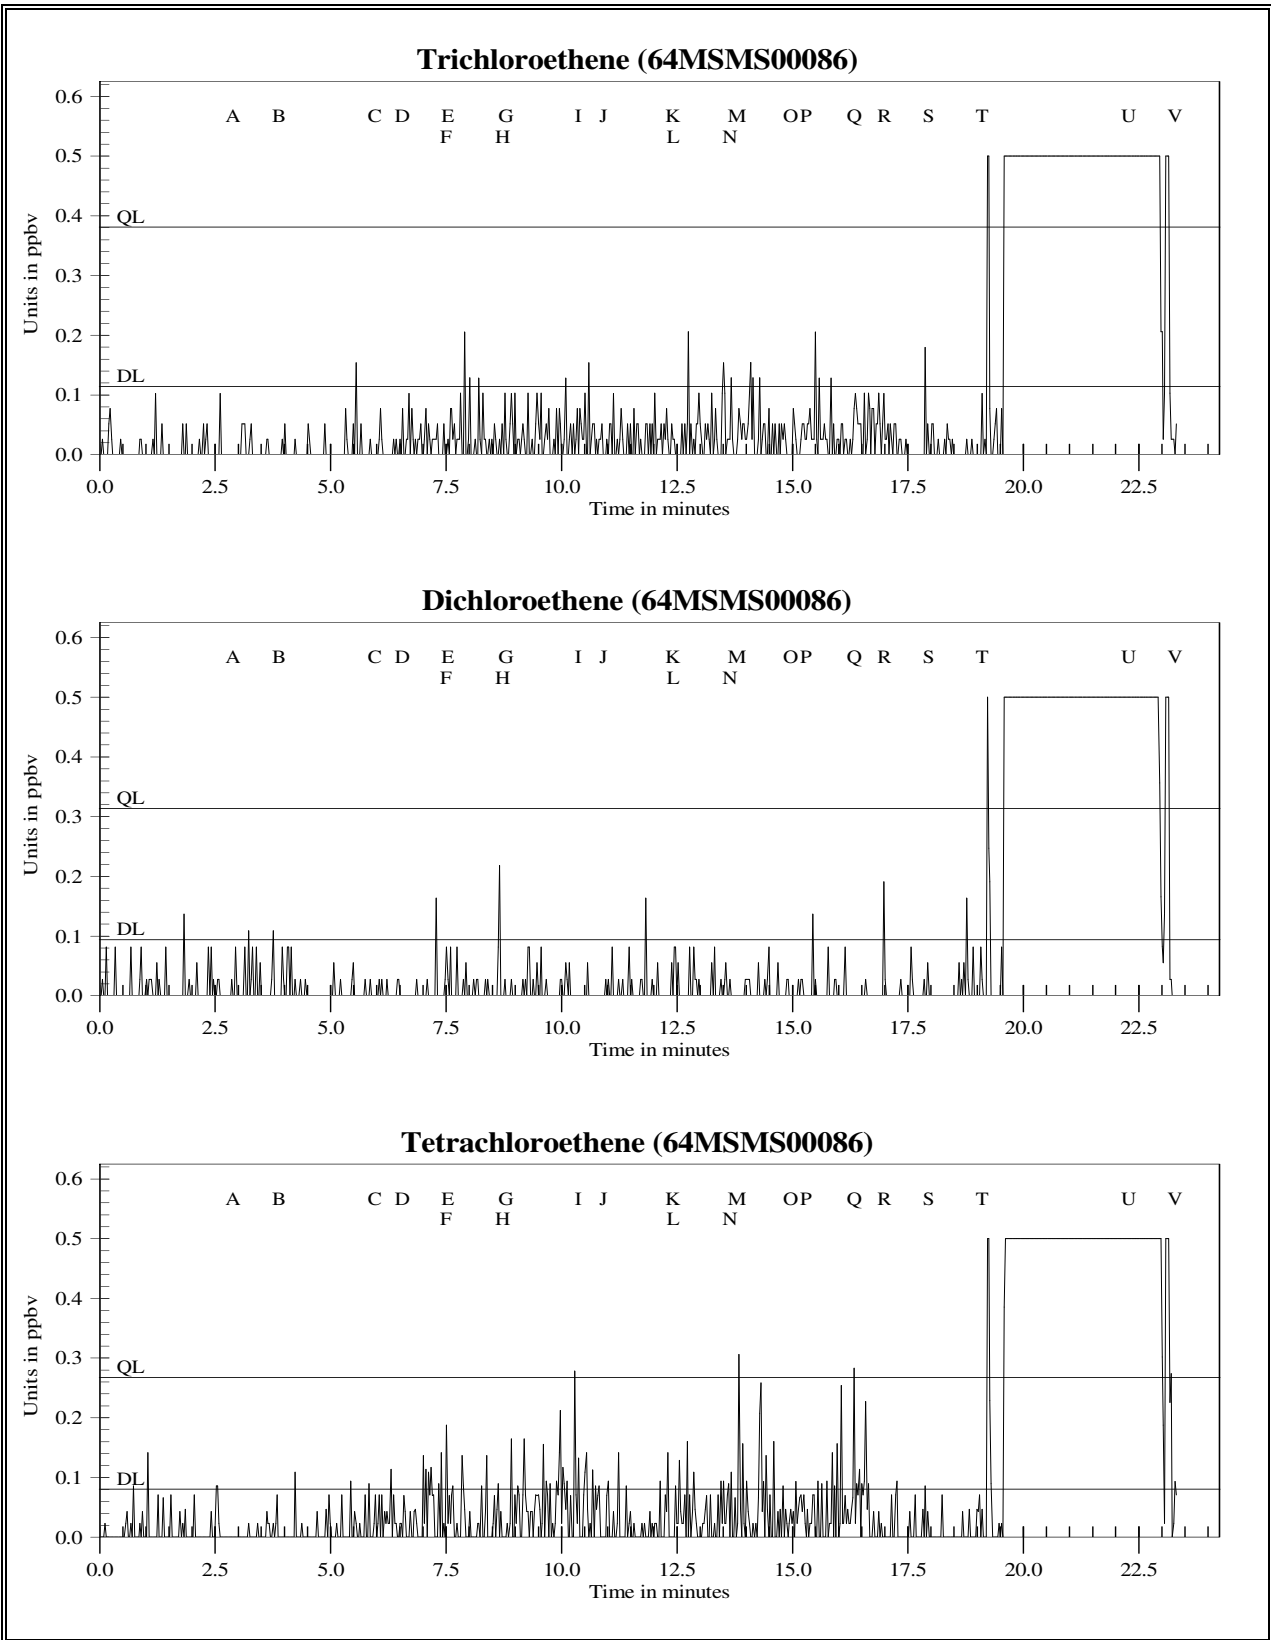 Trichloroethene (64MSMS00086)
0.6
A B C D E G I J K M O P Q R S T U V
F H L N
0.5
QL
0.4
Units in ppbv
0.3
0.2
DL
0.1
0.0
0.0 2.5 5.0 7.5 10.0 12.5 15.0 17.5 20.0 22.5
Time in minutes
Dichloroethene (64MSMS00086)
0.6
A B C D E G I J K M O P Q R S T U V
F H L N
0.5
0.4
QL
Units in ppbv
0.3
0.2
DL
0.1
0.0
0.0 2.5 5.0 7.5 10.0 12.5 15.0 17.5 20.0 22.5
Time in minutes
Tetrachloroethene (64MSMS00086)
0.6
A B C D E G I J K M O P Q R S T U V
F H L N
0.5
0.4
Units in ppbv
0.3
QL
0.2
0.1
DL
0.0
0.0 2.5 5.0 7.5 10.0 12.5 15.0 17.5 20.0 22.5
Time in minutes